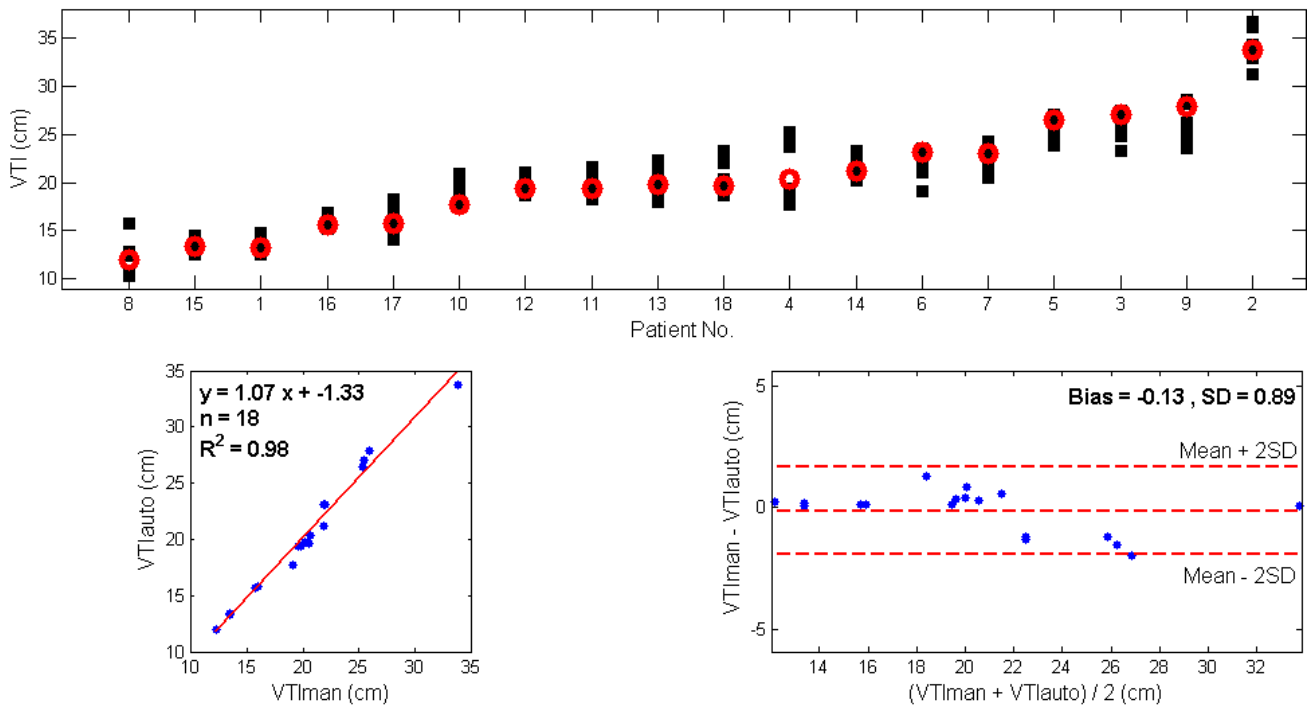 35
30
25
20
15
10
VTI (cm)
8 15 1 16 17 10 12 11 13 18 4 14 6 7 5 3 9 2
Patient No.
35
30
25
20
15
10
VTIauto (cm)
y = 1.07 x + -1.33
n = 18
R² = 0.98
10 15 20 25 30 35
VTIman (cm)
5
0
-5
VTIman - VTIauto (cm)
Bias = -0.13 , SD = 0.89
Mean + 2SD
Mean - 2SD
14 16 18 20 22 24 26 28 30 32
(VTIman + VTIauto) / 2 (cm)